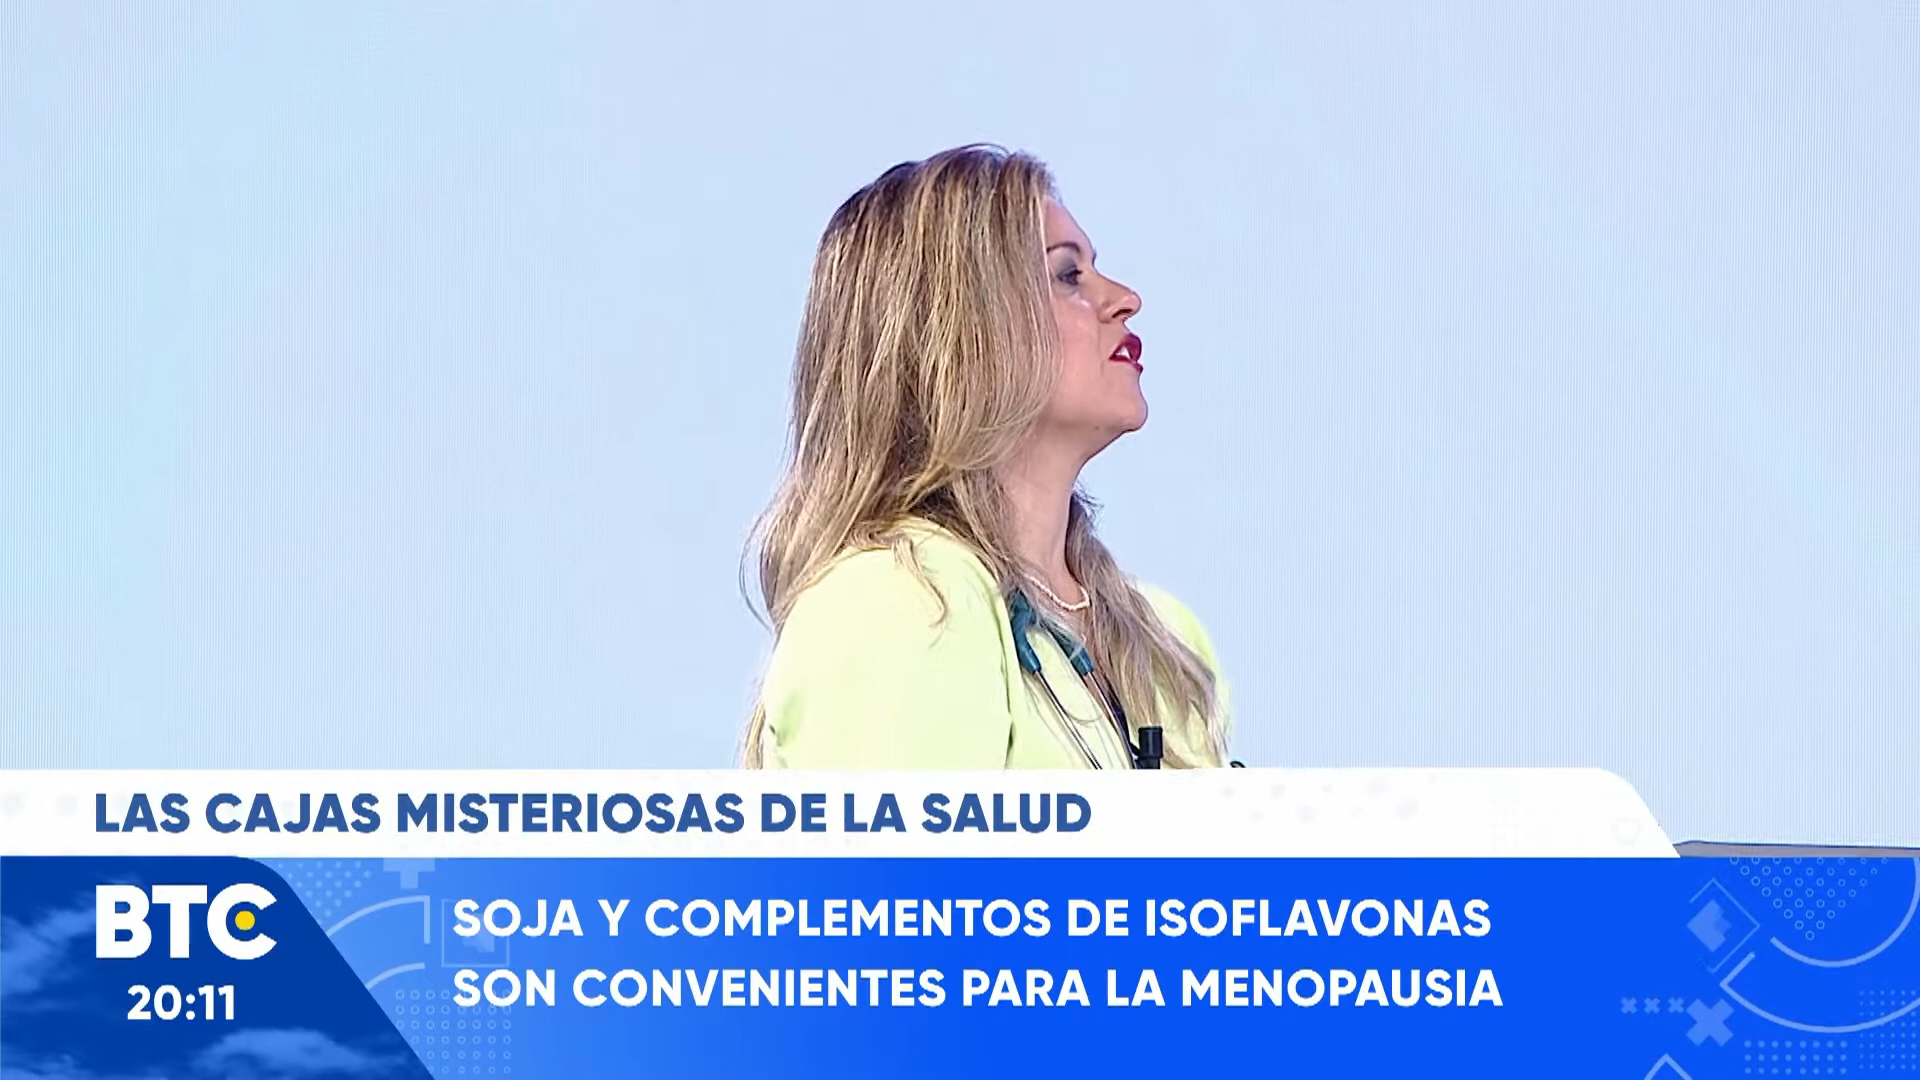 LAS CAJAS MISTERIOSAS DE LA SALUD
BTC
20:11
SOJA Y COMPLEMENTOS DE ISOFLAVONAS
SON CONVENIENTES PARA LA MENOPAUSIA